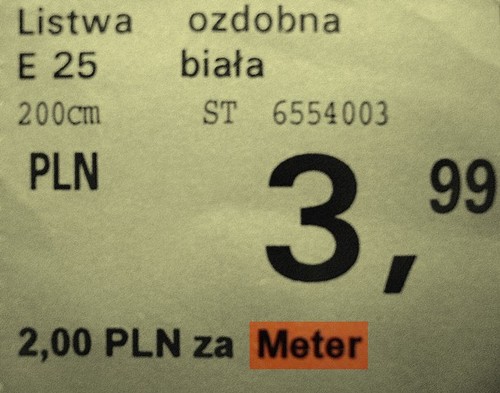 Listwa ozdobna
E 25 biała
200cm ST 6554003
PLN 3,99
2,00 PLN za Meter